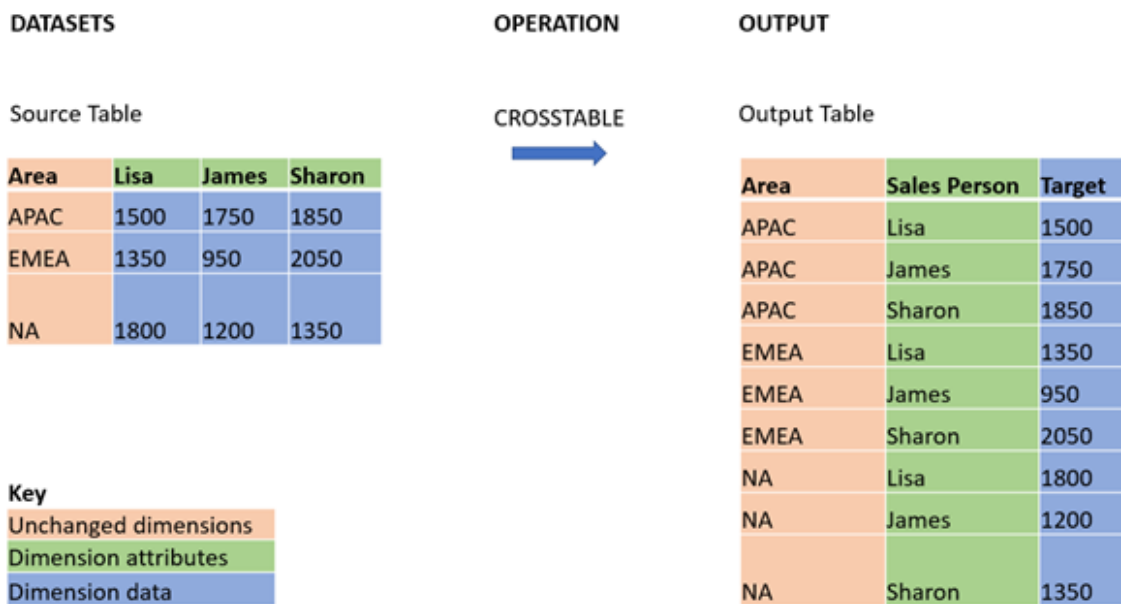 DATASETS OPERATION OUTPUT
Source Table CROSSTABLE Output Table
Area Lisa James Sharon
APAC 1500 1750 1850
EMEA 1350 950 2050
NA 1800 1200 1350
Key
Unchanged dimensions
Dimension attributes
Dimension data
Area Sales Person Target
APAC Lisa 1500
APAC James 1750
APAC Sharon 1850
EMEA Lisa 1350
EMEA James 950
EMEA Sharon 2050
NA Lisa 1800
NA James 1200
NA Sharon 1350